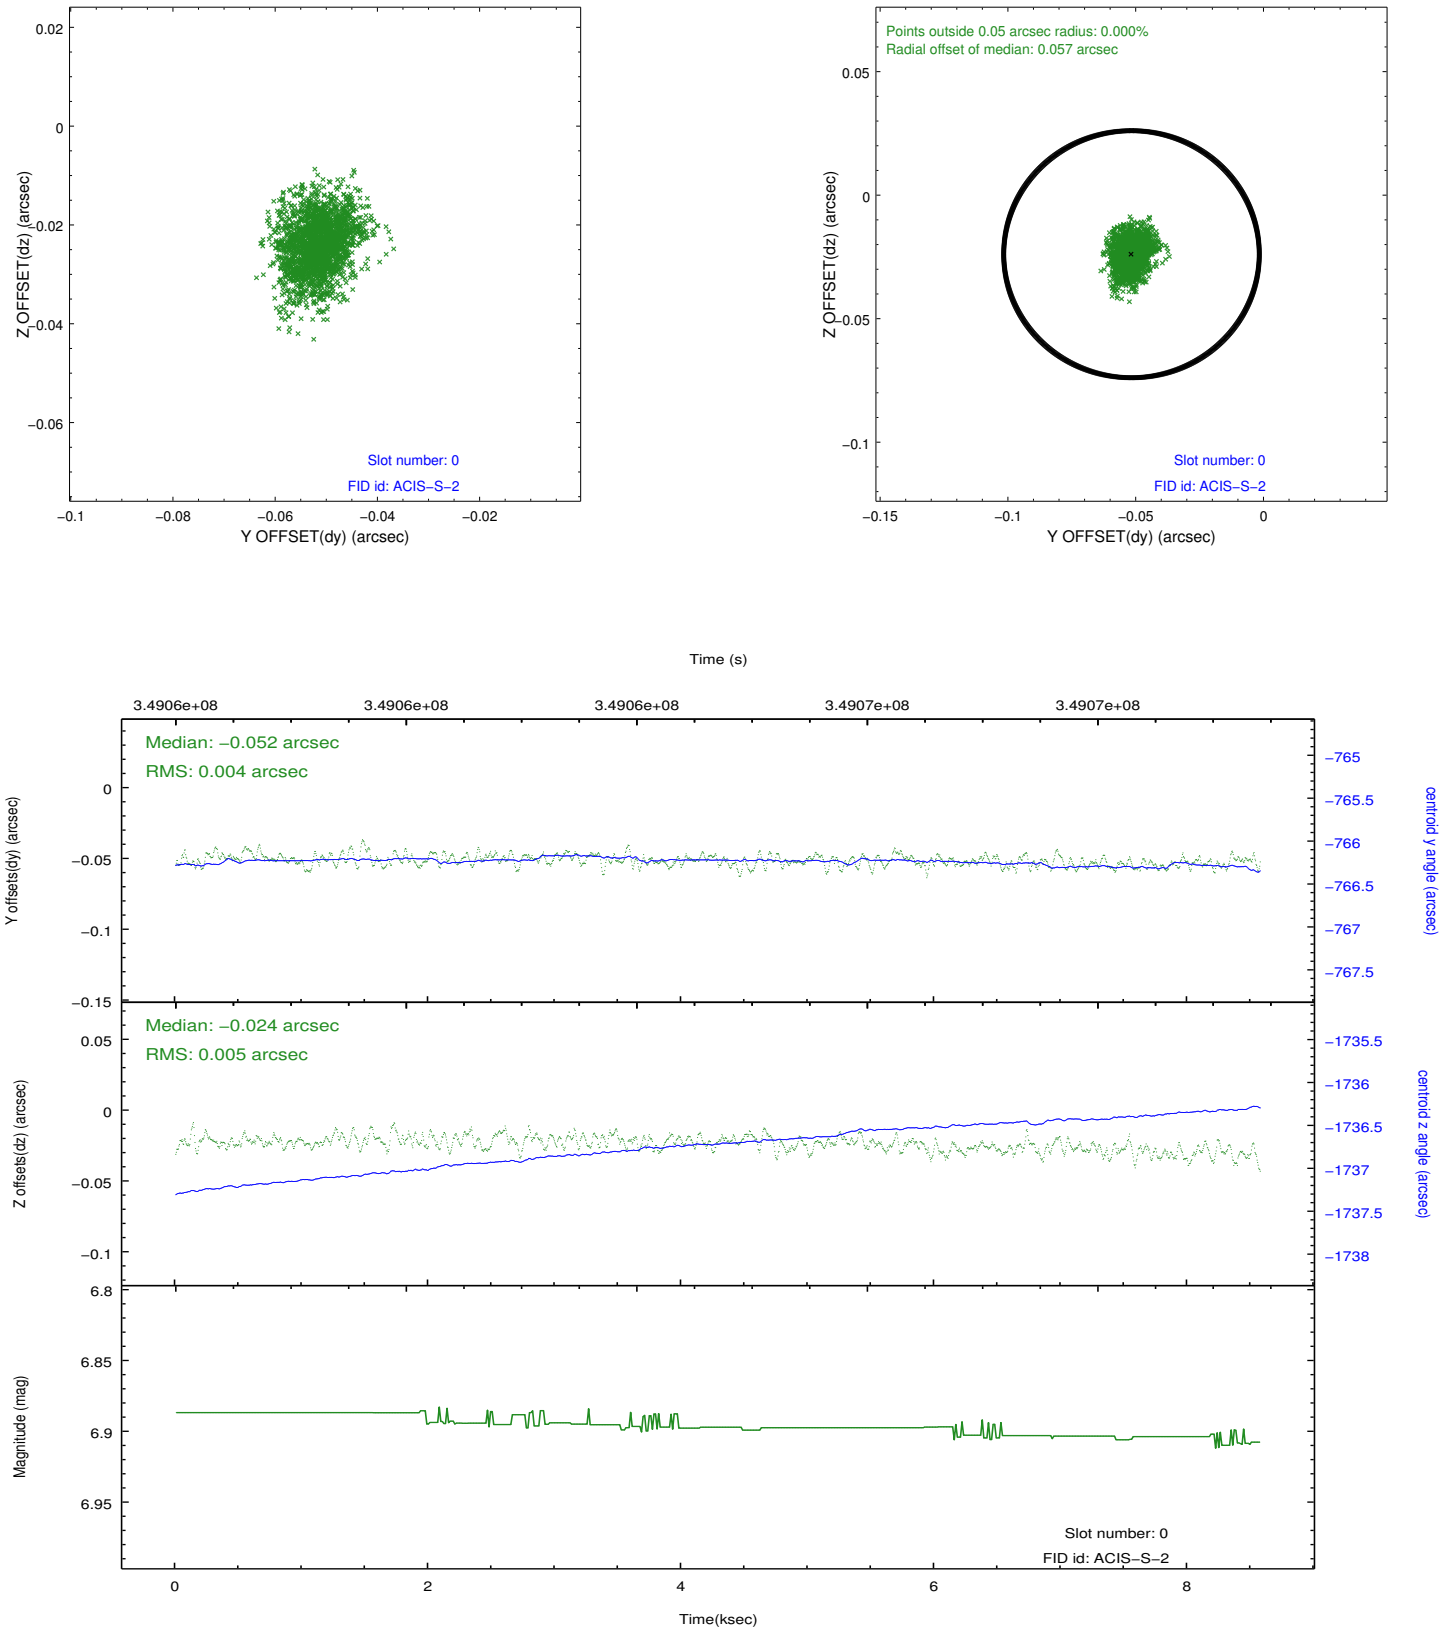 0.02
0
−0.02
−0.04
−0.06
Z OFFSET(dz) (arcsec)
Slot number: 0
FID id: ACIS−S−2
−0.1
−0.08
−0.06
−0.04
−0.02
Y OFFSET(dy) (arcsec)
Points outside 0.05 arcsec radius: 0.000%
Radial offset of median: 0.057 arcsec
0.05
0
−0.05
−0.1
Z OFFSET(dz) (arcsec)
Slot number: 0
FID id: ACIS−S−2
−0.15
−0.1
−0.05
0
Y OFFSET(dy) (arcsec)
Time (s)
3.4906e+08
3.4906e+08
3.4906e+08
3.4907e+08
3.4907e+08
Median: −0.052 arcsec
RMS: 0.004 arcsec
0
−0.05
−0.1
−0.15
Y offsets(dy) (arcsec)
−765
−765.5
−766
−766.5
−767
−767.5
centroid y angle (arcsec)
Median: −0.024 arcsec
RMS: 0.005 arcsec
0.05
0
−0.05
−0.1
Z offsets(dz) (arcsec)
−1735.5
−1736
−1736.5
−1737
−1737.5
−1738
centroid z angle (arcsec)
6.8
6.85
6.9
6.95
Magnitude (mag)
Slot number: 0
FID id: ACIS−S−2
0
2
4
6
8
Time(ksec)